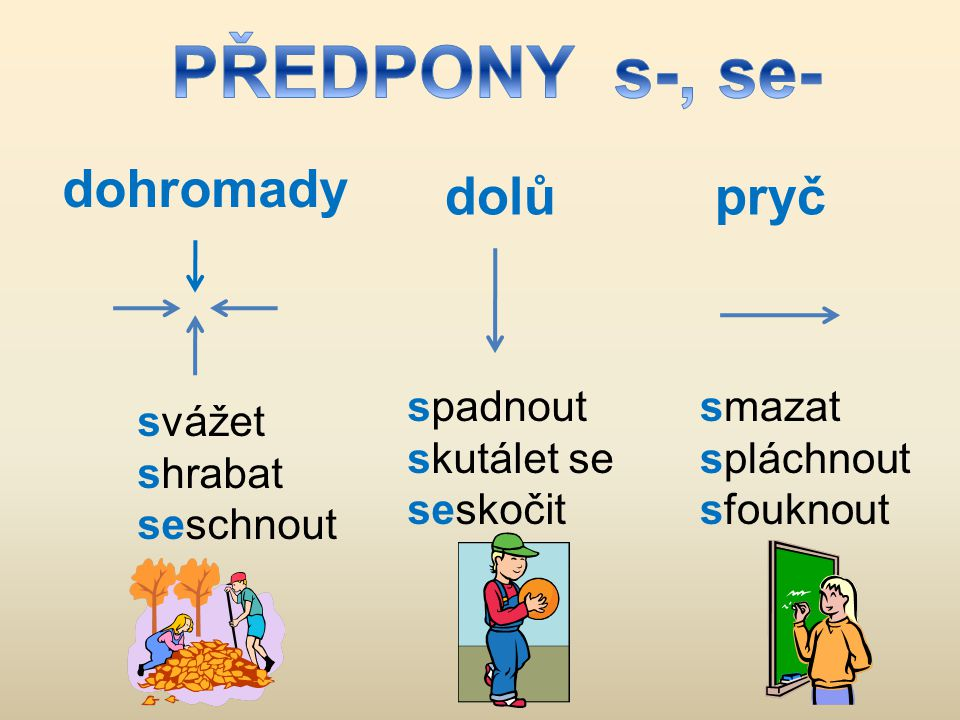 PŘEDPONY s-, se-
dohromady
svážet
shrabat
seschnout
dolů
spadnout
skutálet se
seskočit
pryč
smazat
spláchnout
sfouknout